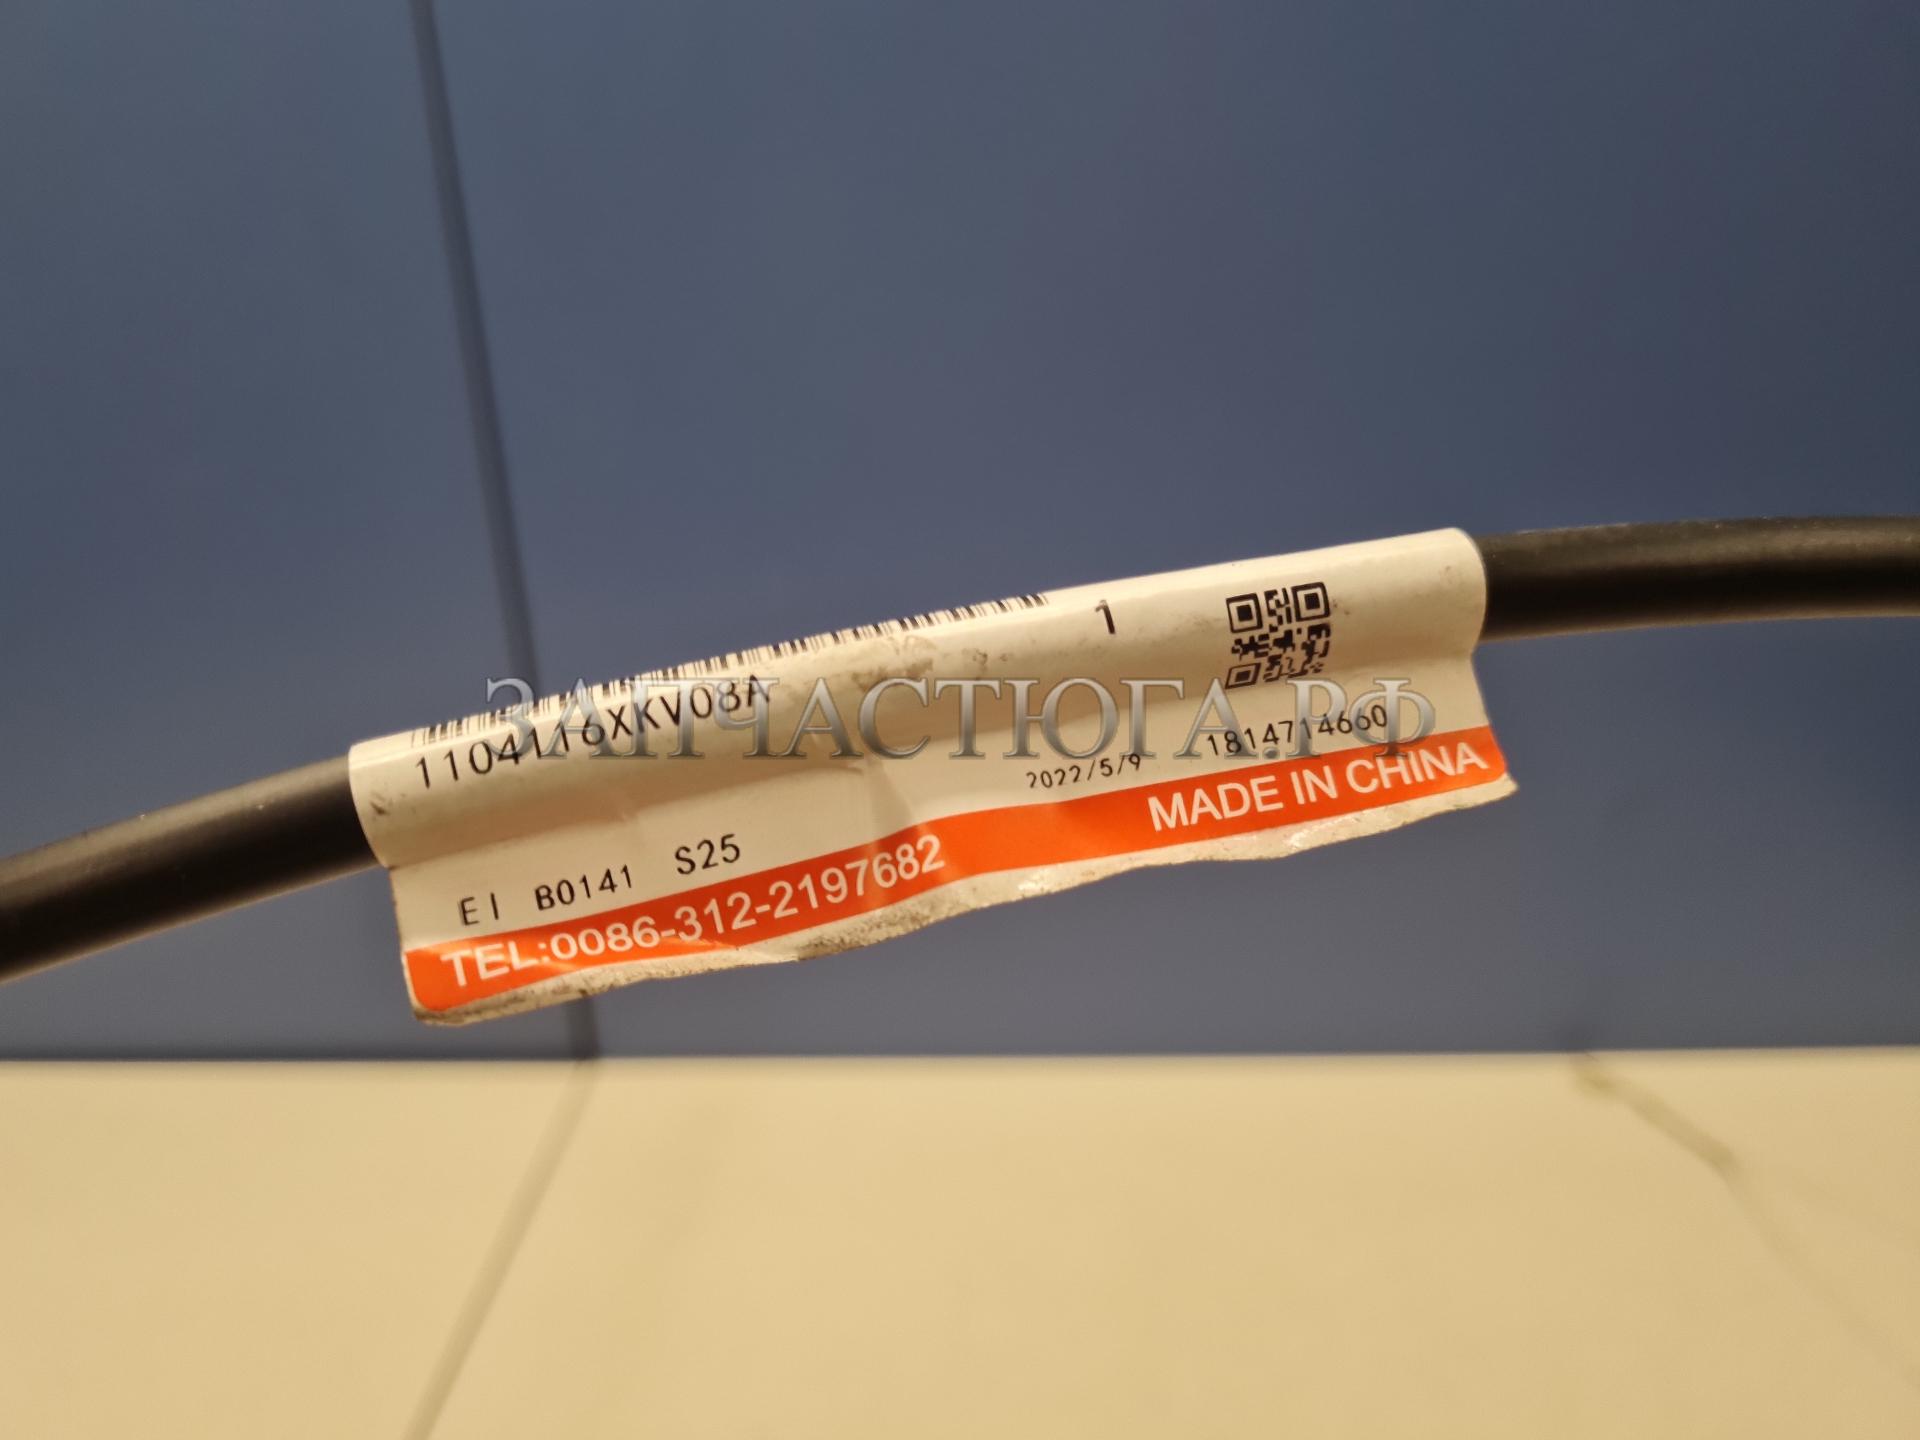 1
1104116XKV08A
ЗАПЧАСТЮГА.РФ
2022/5/9 1814714660
EI B0141 S25
TEL:0086-312-2197682 MADE IN CHINA